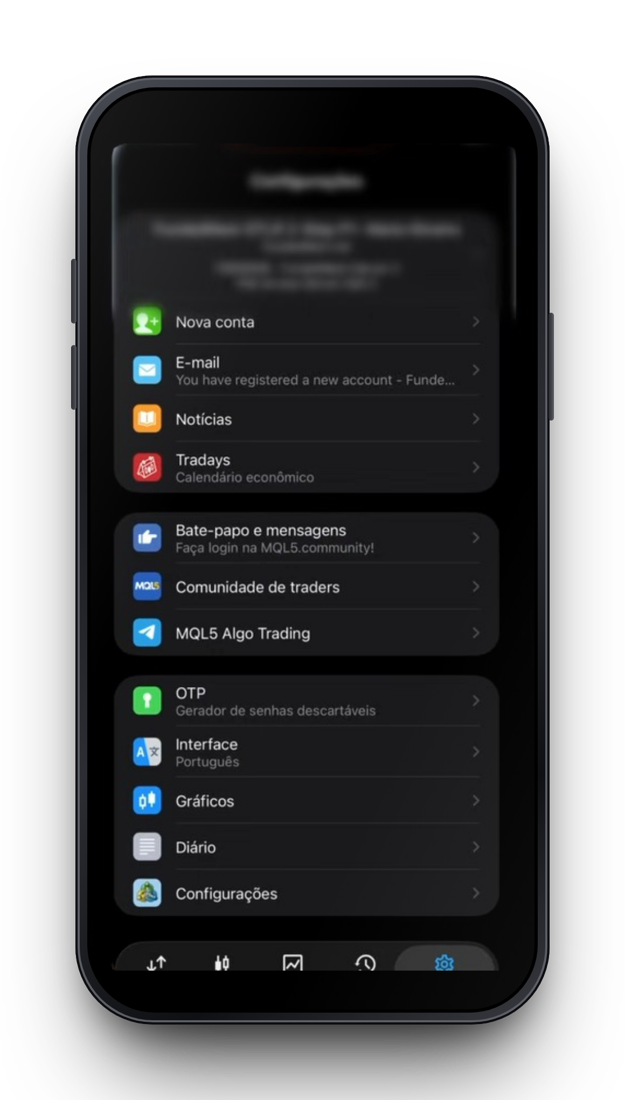 Configurações
Nova conta
E-mail
You have registered a new account - Funde...
Notícias
Tradays
Calendário econômico
Bate-papo e mensagens
Faça login na MQL5.community!
MQL5
Comunidade de traders
MQL5 Algo Trading
OTP
Gerador de senhas descartáveis
A 文
Interface
Português
Gráficos
Diário
Configurações